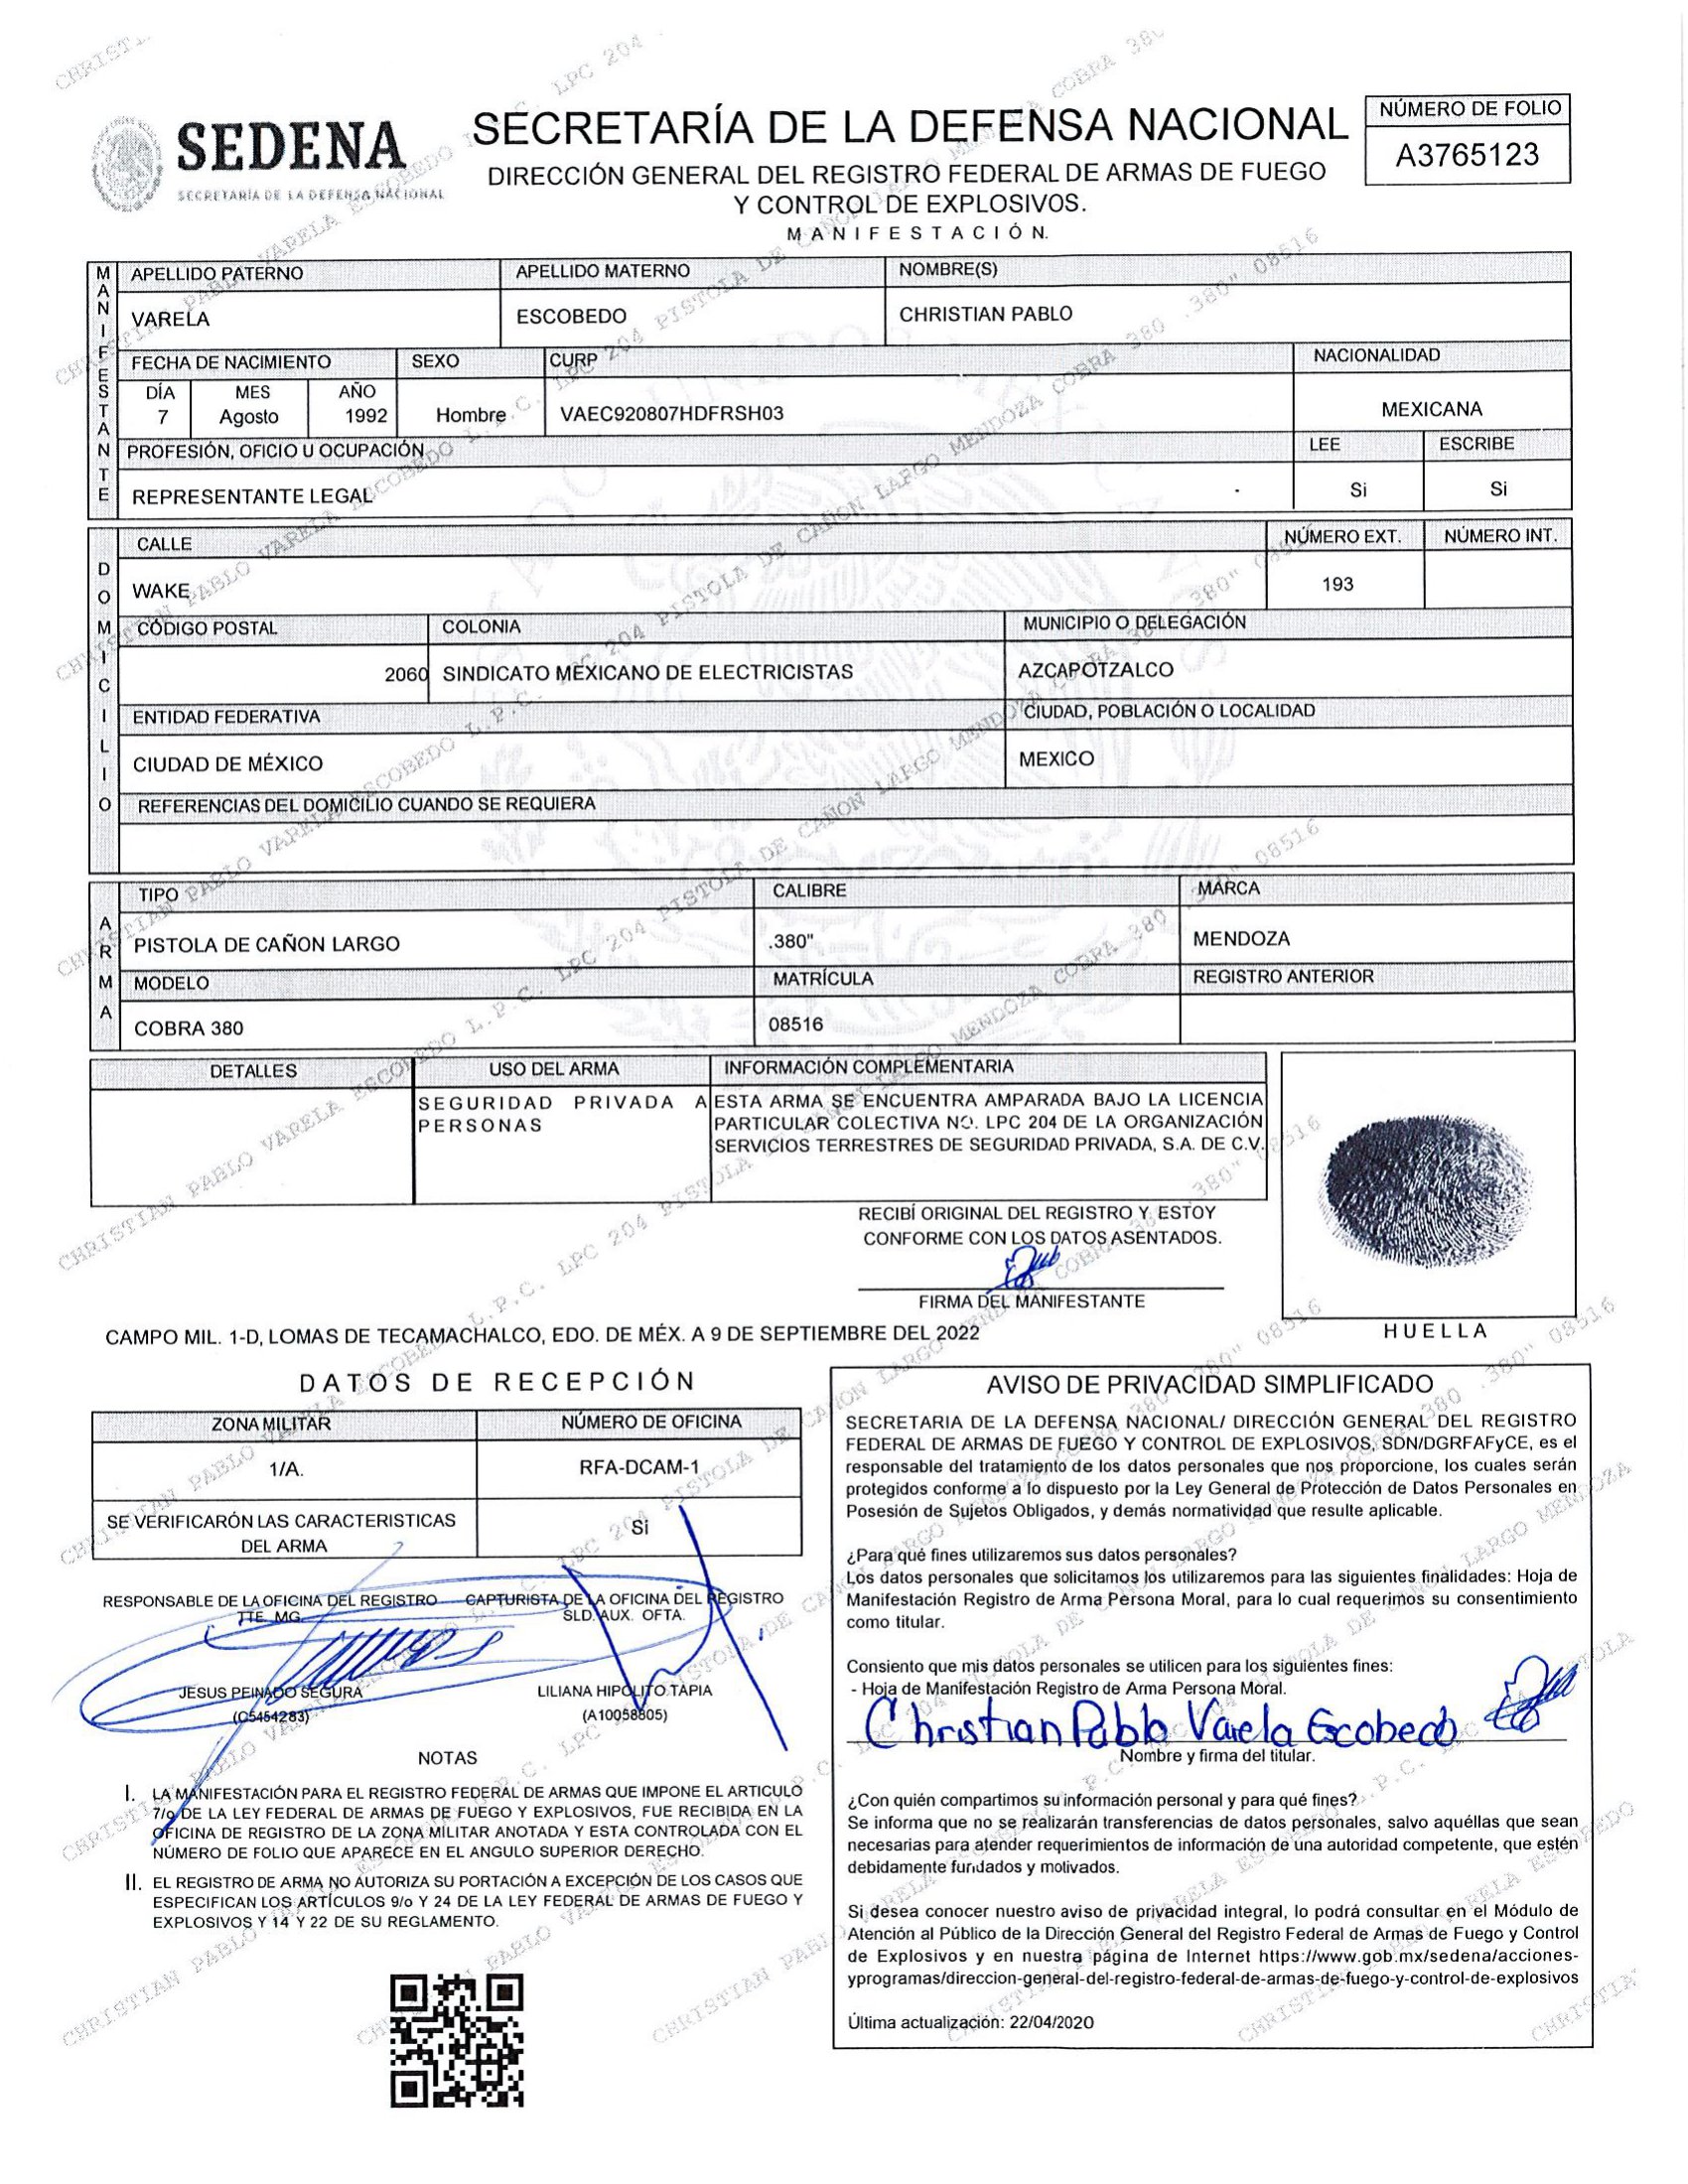 SEDENA
SECRETARÍA DE LA DEFENSA NACIONAL
SECRETARÍA DE LA DEFENSA NACIONAL
DIRECCIÓN GENERAL DEL REGISTRO FEDERAL DE ARMAS DE FUEGO
Y CONTROL DE EXPLOSIVOS.
MANIFESTACIÓN.
NÚMERO DE FOLIO
A3765123
MANIFESTANTE
APELLIDO PATERNO APELLIDO MATERNO NOMBRE(S)
VARELA ESCOBEDO CHRISTIAN PABLO
FECHA DE NACIMIENTO SEXO CURP NACIONALIDAD
DÍA MES AÑO
7 Agosto 1992 Hombre VAEC920807HDFRSH03 MEXICANA
PROFESIÓN, OFICIO U OCUPACIÓN LEE ESCRIBE
REPRESENTANTE LEGAL Si Si
DOMICILIO
CALLE NÚMERO EXT. NÚMERO INT.
WAKE 193
CÓDIGO POSTAL COLONIA MUNICIPIO O DELEGACIÓN
2060 SINDICATO MEXICANO DE ELECTRICISTAS AZCAPOTZALCO
ENTIDAD FEDERATIVA CIUDAD, POBLACIÓN O LOCALIDAD
CIUDAD DE MÉXICO MEXICO
REFERENCIAS DEL DOMICILIO CUANDO SE REQUIERA
ARMA
TIPO CALIBRE MARCA
PISTOLA DE CAÑON LARGO .380" MENDOZA
MODELO MATRÍCULA REGISTRO ANTERIOR
COBRA 380 08516
DETALLES USO DEL ARMA INFORMACIÓN COMPLEMENTARIA
SEGURIDAD PRIVADA A
PERSONAS
ESTA ARMA SE ENCUENTRA AMPARADA BAJO LA LICENCIA
PARTICULAR COLECTIVA NO. LPC 204 DE LA ORGANIZACIÓN
SERVICIOS TERRESTRES DE SEGURIDAD PRIVADA, S.A. DE C.V.
RECIBÍ ORIGINAL DEL REGISTRO Y ESTOY
CONFORME CON LOS DATOS ASENTADOS.
FIRMA DEL MANIFESTANTE
HUELLA
CAMPO MIL. 1-D, LOMAS DE TECAMACHALCO, EDO. DE MÉX. A 9 DE SEPTIEMBRE DEL 2022
DATOS DE RECEPCIÓN
ZONA MILITAR NÚMERO DE OFICINA
1/A. RFA-DCAM-1
SE VERIFICARÓN LAS CARACTERISTICAS
DEL ARMA
Si
RESPONSABLE DE LA OFICINA DEL REGISTRO
TTE. MG.
CAPTURISTA DE LA OFICINA DEL REGISTRO
SLD. AUX. OFTA.
JESUS PEINADO SEGURA
(C5454283)
LILIANA HIPOLITO TAPIA
(A10058805)
NOTAS
I. LA MANIFESTACIÓN PARA EL REGISTRO FEDERAL DE ARMAS QUE IMPONE EL ARTICULO
7/o DE LA LEY FEDERAL DE ARMAS DE FUEGO Y EXPLOSIVOS, FUE RECIBIDA EN LA
OFICINA DE REGISTRO DE LA ZONA MILITAR ANOTADA Y ESTA CONTROLADA CON EL
NÚMERO DE FOLIO QUE APARECE EN EL ANGULO SUPERIOR DERECHO.
II. EL REGISTRO DE ARMA NO AUTORIZA SU PORTACIÓN A EXCEPCIÓN DE LOS CASOS QUE
ESPECIFICAN LOS ARTÍCULOS 9/o Y 24 DE LA LEY FEDERAL DE ARMAS DE FUEGO Y
EXPLOSIVOS Y 14 Y 22 DE SU REGLAMENTO.
AVISO DE PRIVACIDAD SIMPLIFICADO
SECRETARIA DE LA DEFENSA NACIONAL/ DIRECCIÓN GENERAL DEL REGISTRO
FEDERAL DE ARMAS DE FUEGO Y CONTROL DE EXPLOSIVOS, SDN/DGRFAFyCE, es el
responsable del tratamiento de los datos personales que nos proporcione, los cuales serán
protegidos conforme a lo dispuesto por la Ley General de Protección de Datos Personales en
Posesión de Sujetos Obligados, y demás normatividad que resulte aplicable.
¿Para qué fines utilizaremos sus datos personales?
Los datos personales que solicitamos los utilizaremos para las siguientes finalidades: Hoja de
Manifestación Registro de Arma Persona Moral, para lo cual requerimos su consentimiento
como titular.
Consiento que mis datos personales se utilicen para los siguientes fines:
- Hoja de Manifestación Registro de Arma Persona Moral.
Christian Pablo Varela Escobedo
Nombre y firma del titular.
¿Con quién compartimos su información personal y para qué fines?
Se informa que no se realizarán transferencias de datos personales, salvo aquéllas que sean
necesarias para atender requerimientos de información de una autoridad competente, que estén
debidamente fundados y motivados.
Si desea conocer nuestro aviso de privacidad integral, lo podrá consultar en el Módulo de
Atención al Público de la Dirección General del Registro Federal de Armas de Fuego y Control
de Explosivos y en nuestra página de Internet https://www.gob.mx/sedena/acciones-
yprogramas/direccion-general-del-registro-federal-de-armas-de-fuego-y-control-de-explosivos
Última actualización: 22/04/2020
CHRISTIAN PABLO VARELA ESCOBEDO L.P.C. LPC 204 PISTOLA DE CAÑON LARGO MENDOZA COBRA 380 .380" 08516